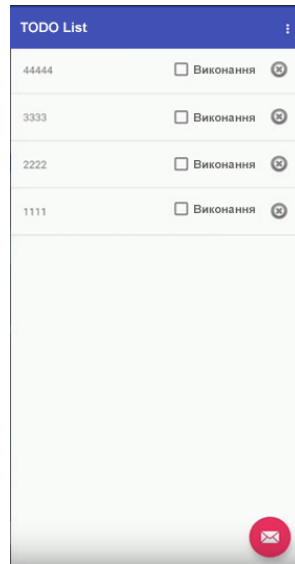 TODO List
44444 Виконання
3333 Виконання
2222 Виконання
1111 Виконання